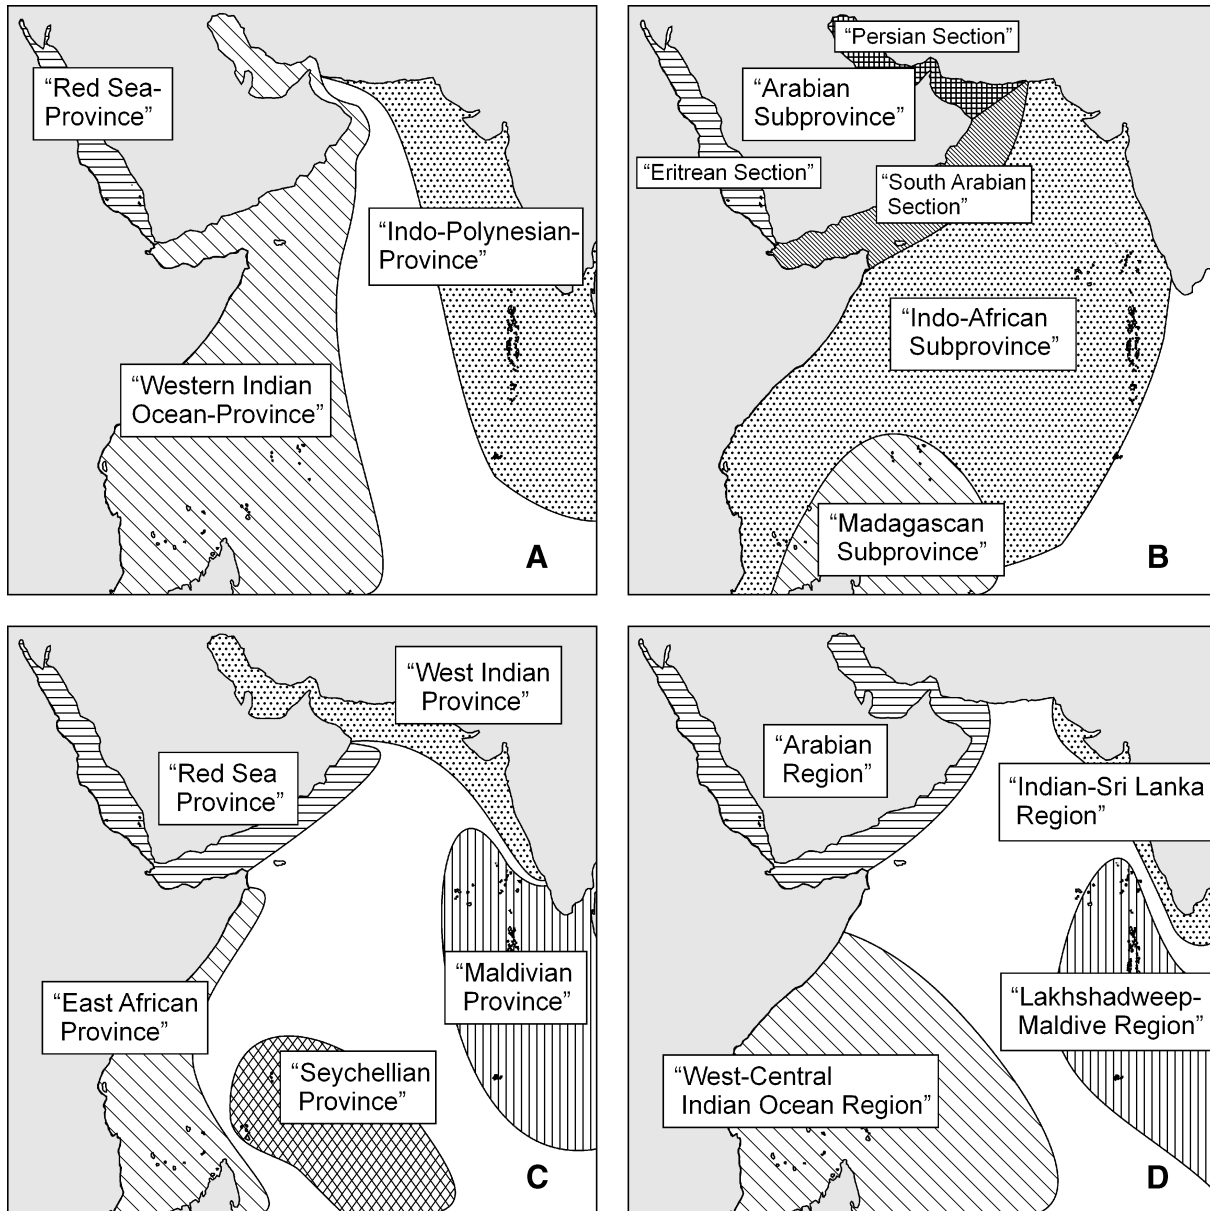 “Red Sea-
Province”
“Indo-Polynesian-
Province”
“Western Indian
Ocean-Province”
A
“Persian Section”
“Arabian
Subprovince”
“Eritrean Section”
“South Arabian
Section”
“Indo-African
Subprovince”
“Madagascan
Subprovince”
B
“West Indian
Province”
“Red Sea
Province”
“Maldivian
Province”
“East African
Province”
“Seychellian
Province”
C
“Arabian
Region”
“Indian-Sri Lanka
Region”
“Lakhshadweep-
Maldive Region”
“West-Central
Indian Ocean Region”
D